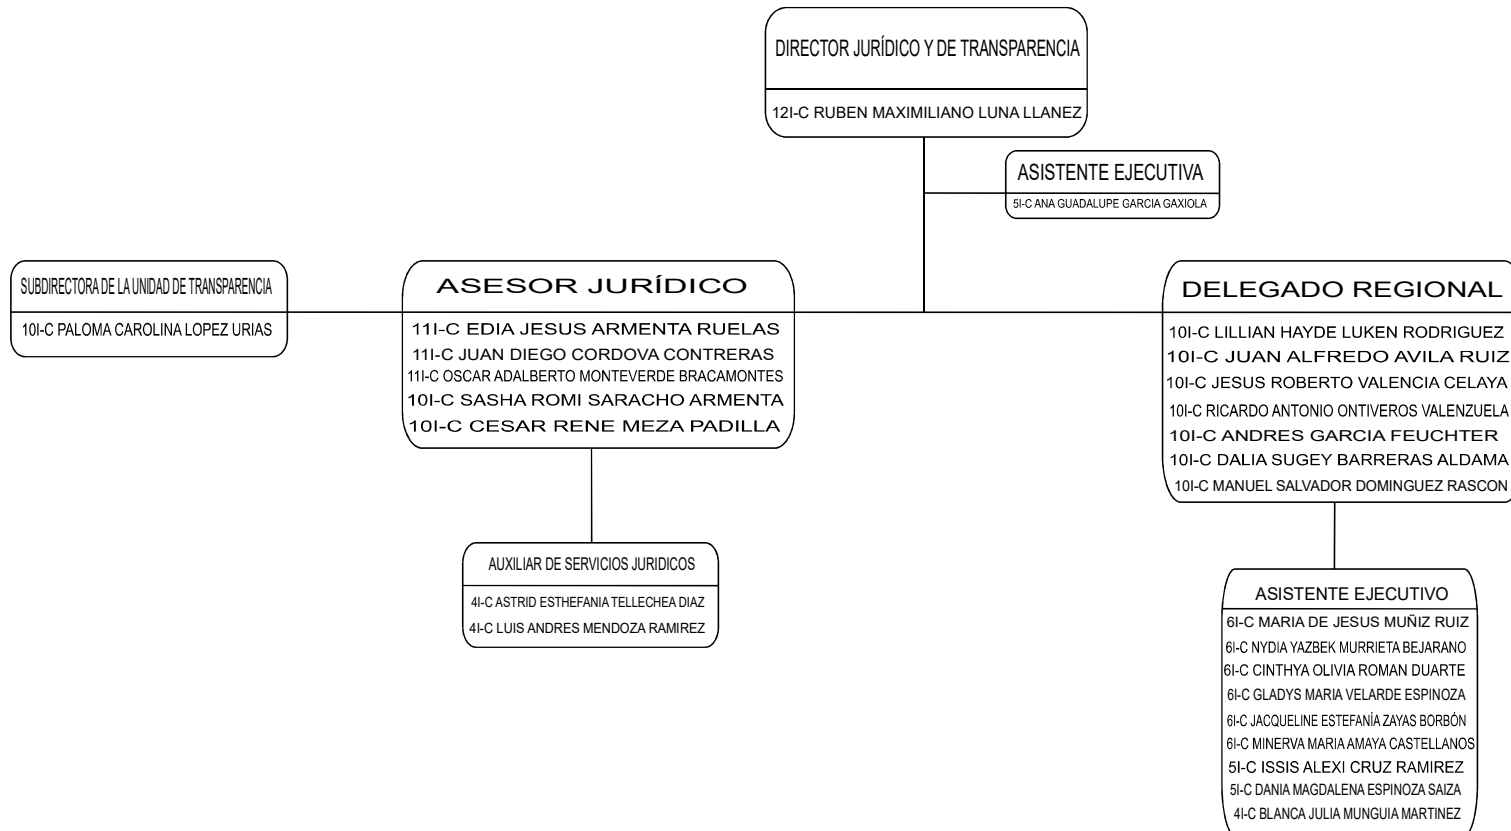 DIRECTOR JURÍDICO Y DE TRANSPARENCIA
12I-C RUBEN MAXIMILIANO LUNA LLANEZ
ASISTENTE EJECUTIVA
5I-C ANA GUADALUPE GARCIA GAXIOLA
SUBDIRECTORA DE LA UNIDAD DE TRANSPARENCIA
10I-C PALOMA CAROLINA LOPEZ URIAS
ASESOR JURÍDICO
11I-C EDIA JESUS ARMENTA RUELAS
11I-C JUAN DIEGO CORDOVA CONTRERAS
11I-C OSCAR ADALBERTO MONTEVERDE BRACAMONTES
10I-C SASHA ROMI SARACHO ARMENTA
10I-C CESAR RENE MEZA PADILLA
DELEGADO REGIONAL
10I-C LILLIAN HAYDE LUKEN RODRIGUEZ
10I-C JUAN ALFREDO AVILA RUIZ
10I-C JESUS ROBERTO VALENCIA CELAYA
10I-C RICARDO ANTONIO ONTIVEROS VALENZUELA
10I-C ANDRES GARCIA FEUCHTER
10I-C DALIA SUGEY BARRERAS ALDAMA
10I-C MANUEL SALVADOR DOMINGUEZ RASCON
AUXILIAR DE SERVICIOS JURIDICOS
4I-C ASTRID ESTHEFANIA TELLECHEA DIAZ
4I-C LUIS ANDRES MENDOZA RAMIREZ
ASISTENTE EJECUTIVO
6I-C MARIA DE JESUS MUÑIZ RUIZ
6I-C NYDIA YAZBEK MURRIETA BEJARANO
6I-C CINTHYA OLIVIA ROMAN DUARTE
6I-C GLADYS MARIA VELARDE ESPINOZA
6I-C JACQUELINE ESTEFANÍA ZAYAS BORBÓN
6I-C MINERVA MARIA AMAYA CASTELLANOS
5I-C ISSIS ALEXI CRUZ RAMIREZ
5I-C DANIA MAGDALENA ESPINOZA SAIZA
4I-C BLANCA JULIA MUNGUIA MARTINEZ